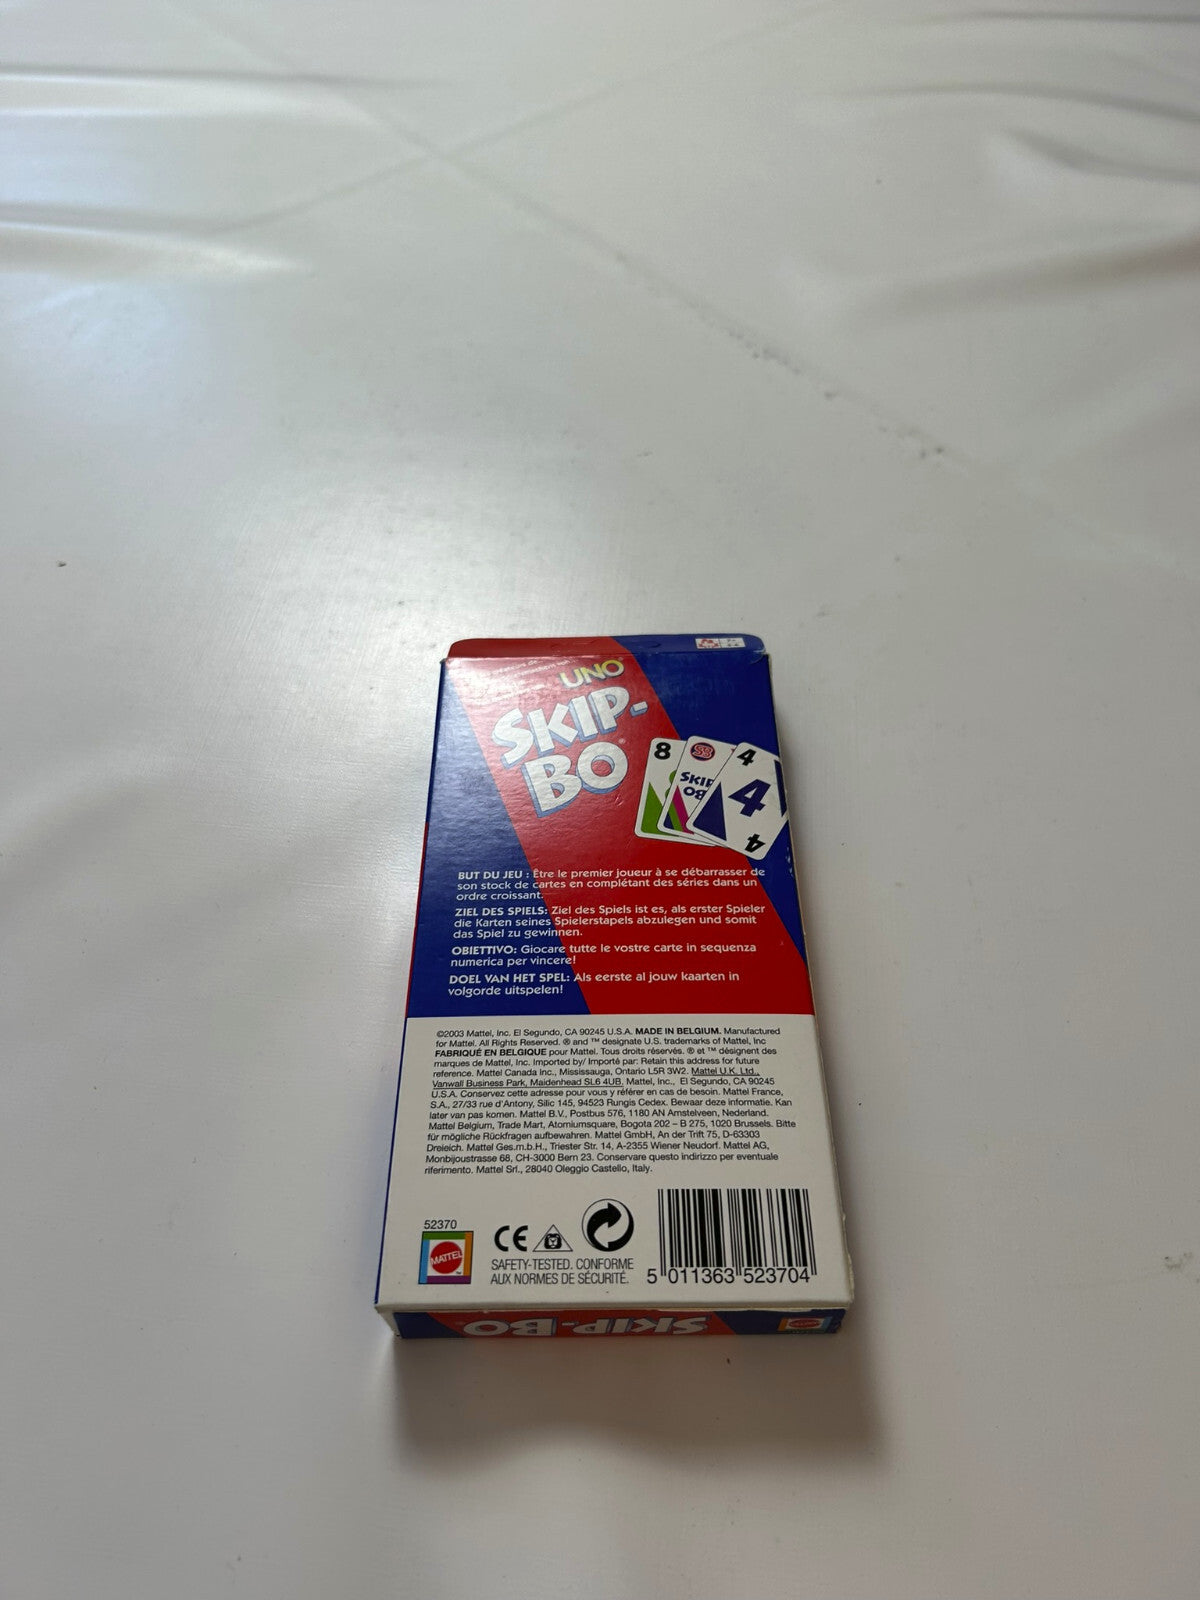 UNO®
SKIP-
BO®
8
SKIP
BO
4
4
4
BUT DU JEU : Être le premier joueur à se débarrasser de
son stock de cartes en complétant des séries dans un
ordre croissant.
ZIEL DES SPIELS: Ziel des Spiels ist es, als erster Spieler
die Karten seines Spielerstapels abzulegen und somit
das Spiel zu gewinnen.
OBIETTIVO: Giocare tutte le vostre carte in sequenza
numerica per vincere!
DOEL VAN HET SPEL: Als eerste al jouw kaarten in
volgorde uitspelen!
©2003 Mattel, Inc. El Segundo, CA 90245 U.S.A. MADE IN BELGIUM. Manufactured
for Mattel. All Rights Reserved. ® and ™ designate U.S. trademarks of Mattel, Inc
FABRIQUÉ EN BELGIQUE pour Mattel. Tous droits réservés. ® et ™ désignent des
marques de Mattel, Inc. Imported by/ Importé par: Retain this address for future
reference. Mattel Canada Inc., Mississauga, Ontario L5R 3W2. Mattel U.K. Ltd.,
Vanwall Business Park, Maidenhead SL6 4UB, Mattel, Inc., El Segundo, CA 90245
U.S.A. Conservez cette adresse pour vous y référer en cas de besoin. Mattel France,
S.A., 27/33 rue d'Antony, Silic 145, 94523 Rungis Cedex. Bewaar deze informatie. Kan
later van pas komen. Mattel B.V., Postbus 576, 1180 AN Amstelveen, Nederland.
Mattel Belgium, Trade Mart, Atomiumsquare, Bogota 202 – B 275, 1020 Brussels. Bitte
für mögliche Rückfragen aufbewahren. Mattel GmbH, An der Trift 75, D-63303
Dreieich. Mattel Ges.m.b.H., Triester Str. 14, A-2355 Wiener Neudorf. Mattel AG,
Monbijoustrasse 68, CH-3000 Bern 23. Conservare questo indirizzo per eventuale
riferimento. Mattel Srl., 28040 Oleggio Castello, Italy.
52370
MATTEL
CE
SAFETY-TESTED. CONFORME
AUX NORMES DE SÉCURITÉ.
5 011363 523704
SKIP-BO®
MATTEL